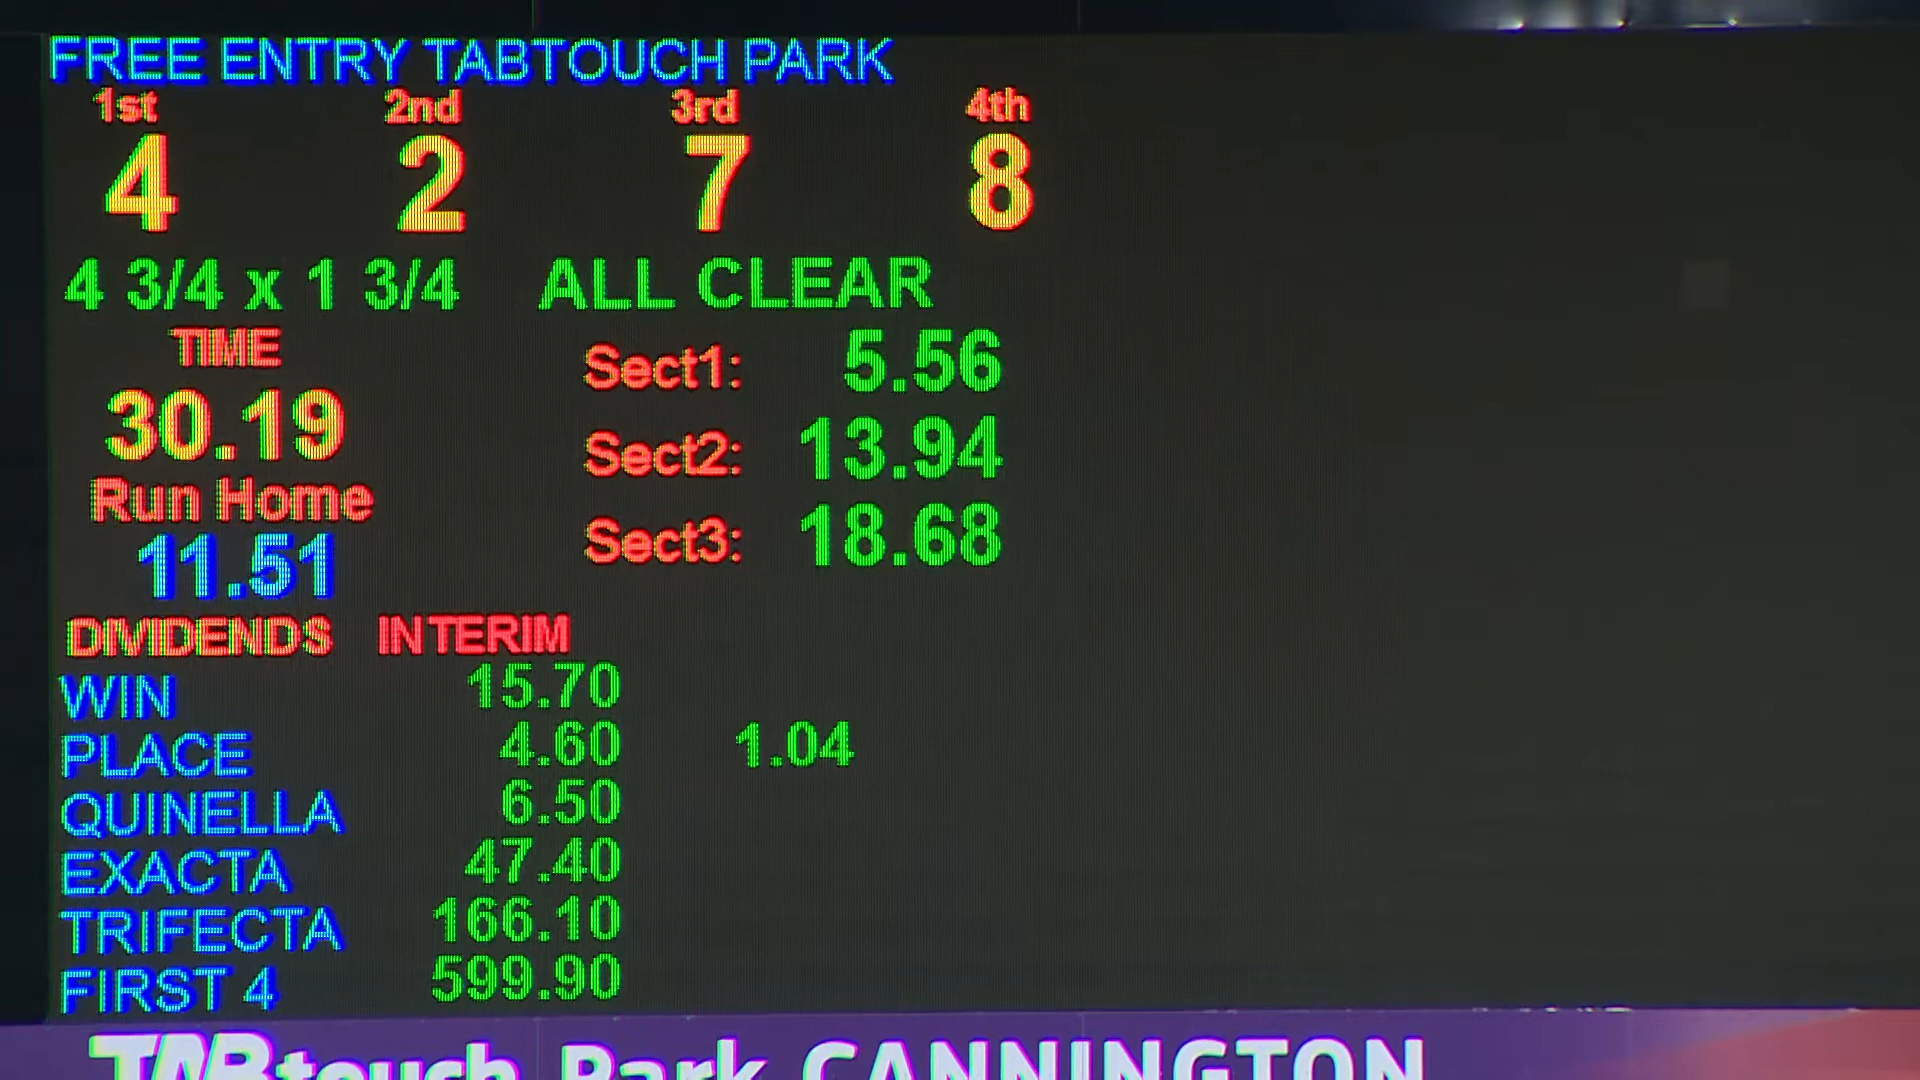 FREE ENTRY TABTOUCH PARK
1st 2nd 3rd 4th
4 2 7 8
4 3/4 x 1 3/4 ALL CLEAR
TIME
30.19
Run Home
11.51
Sect1: 5.56
Sect2: 13.94
Sect3: 18.68
DIVIDENDS INTERIM
WIN 15.70
PLACE 4.60 1.04
QUINELLA 6.50
EXACTA 47.40
TRIFECTA 166.10
FIRST 4 599.90
TABtouch Park CANNINGTON